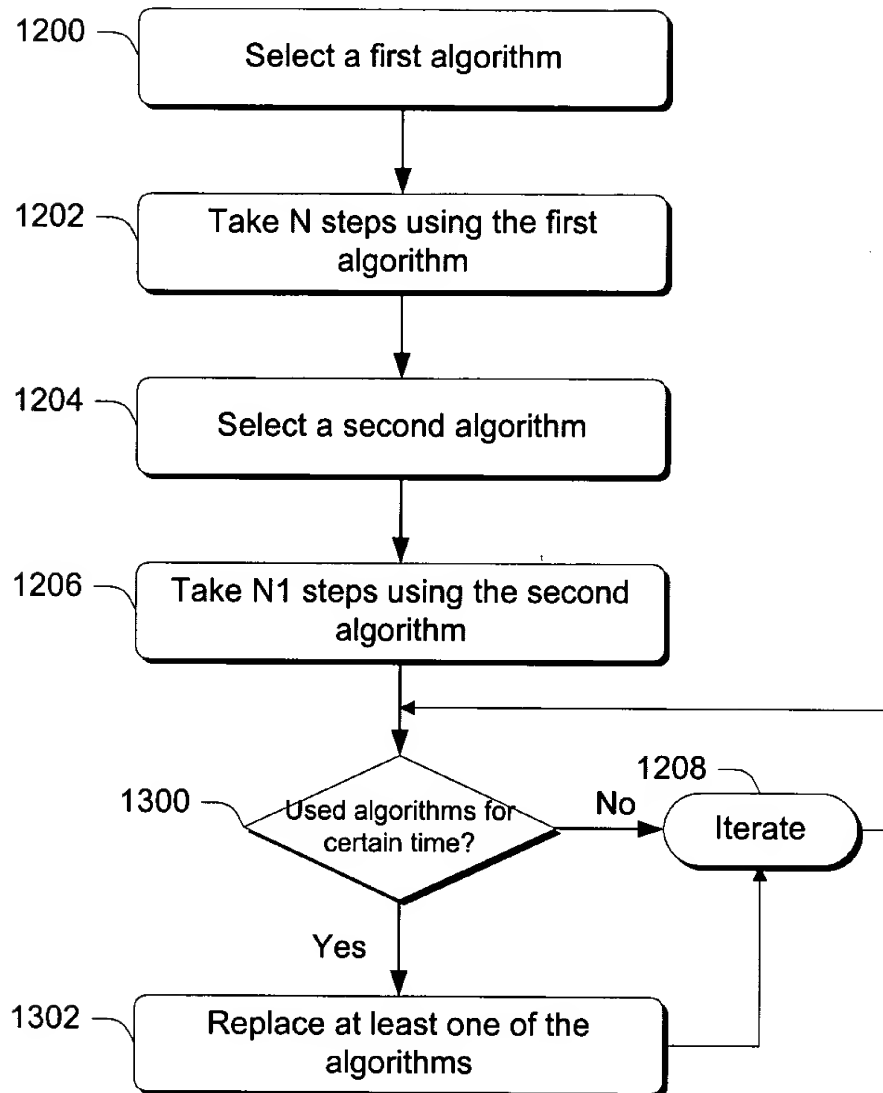 1200
Select a first algorithm
1202
Take N steps using the first
algorithm
1204
Select a second algorithm
1206
Take N1 steps using the second
algorithm
1300
Used algorithms for
certain time?
No
1208
Iterate
Yes
1302
Replace at least one of the
algorithms